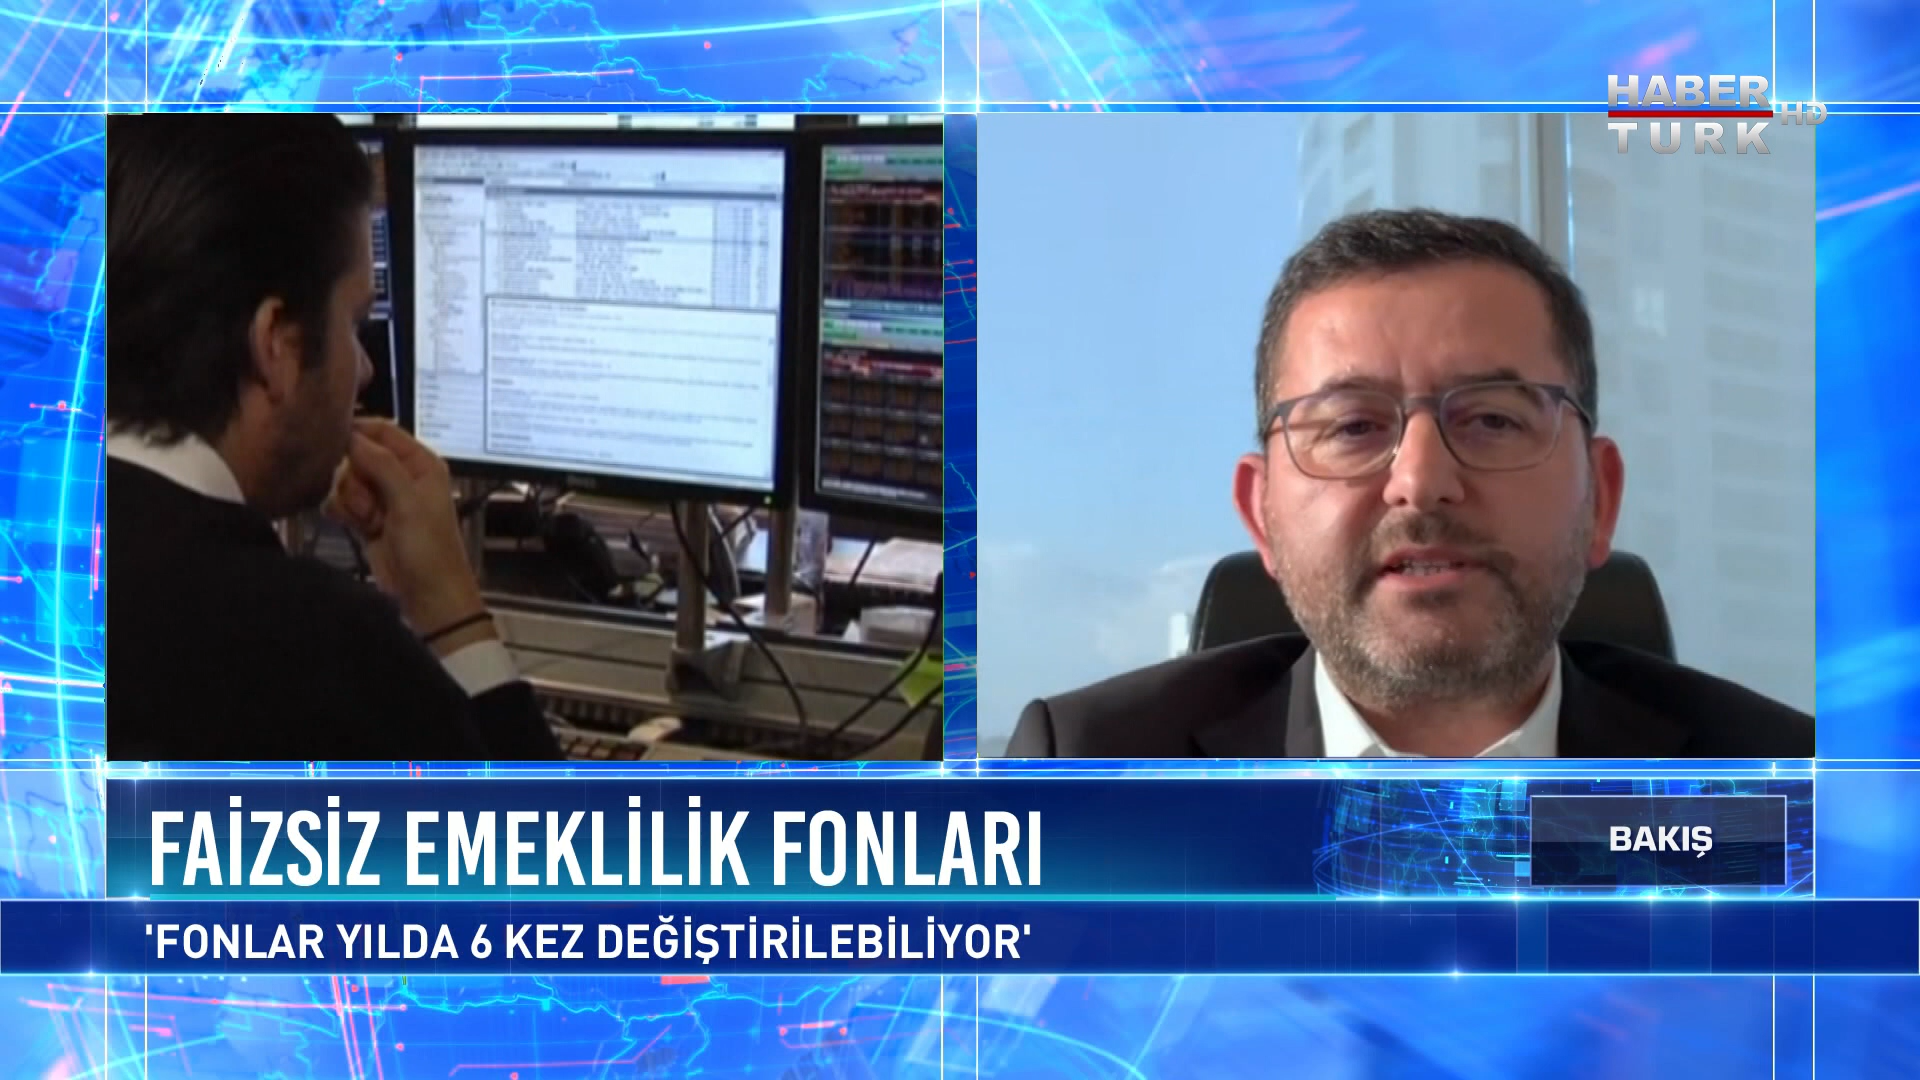 HABER
TURK HD
FAİZSİZ EMEKLİLİK FONLARI
BAKIŞ
'FONLAR YILDA 6 KEZ DEĞİŞTİRİLEBİLİYOR'